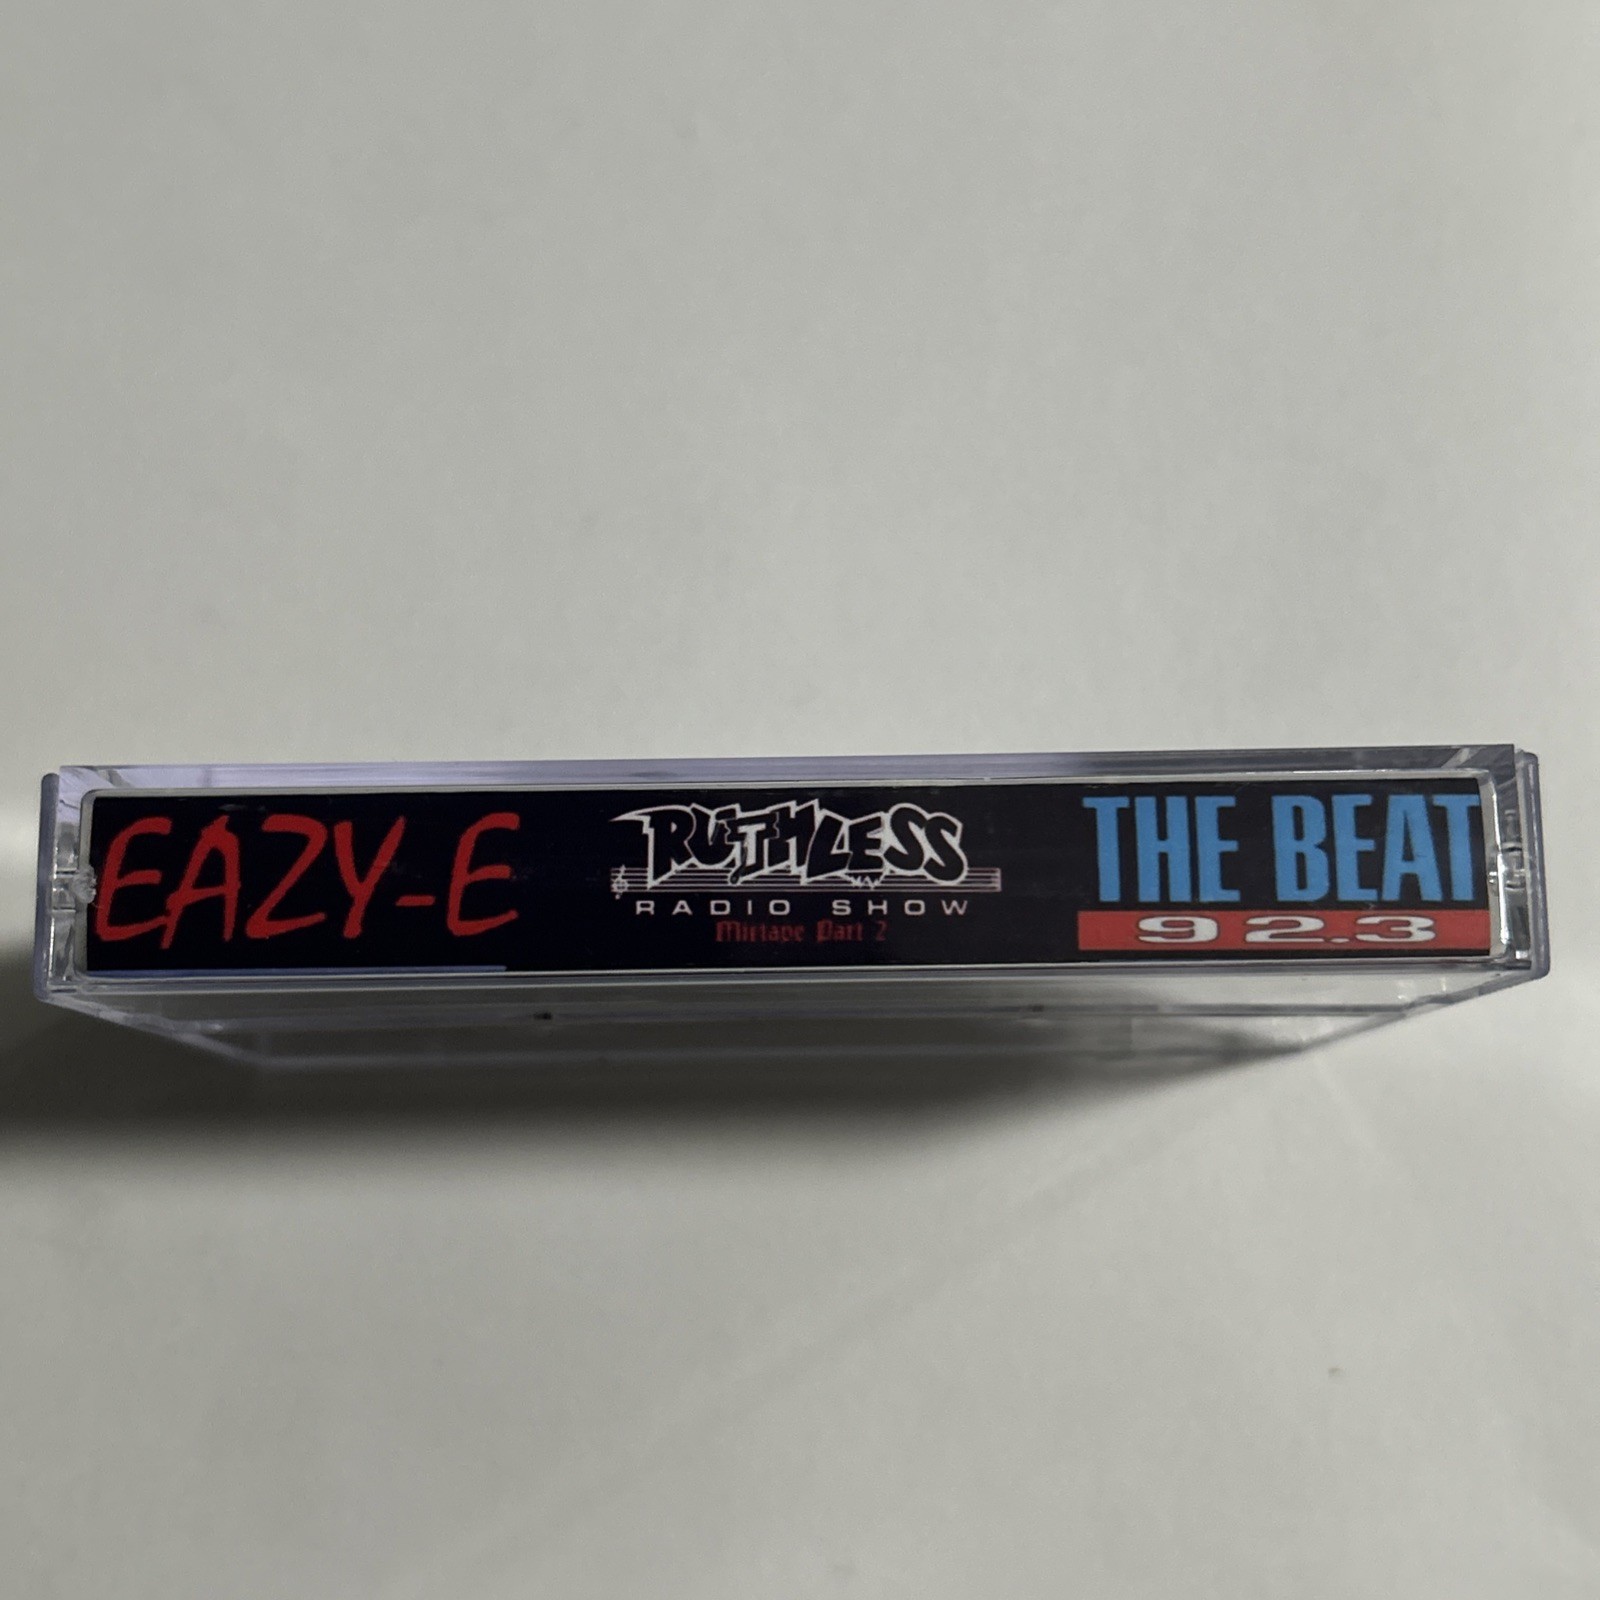 EAZY-E
RUTHLESS
RADIO SHOW
Mixtape Part 2
THE BEAT
92.3